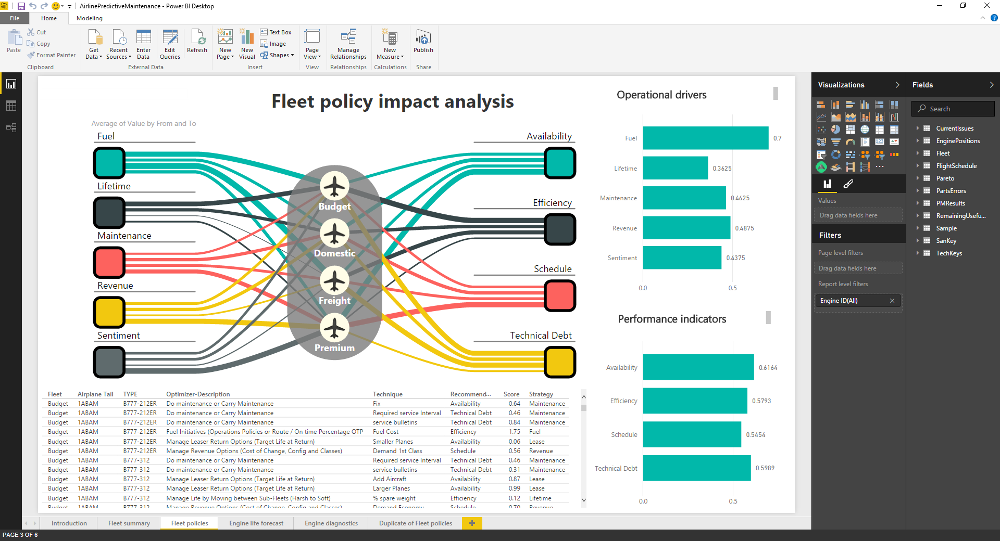 AirlinePredictiveMaintenance - Power BI Desktop
File Home Modeling
Paste
Cut
Copy
Format Painter
Clipboard
Get Data
Recent Sources
Enter Data
Edit Queries
Refresh
External Data
New Page
New Visual
Text Box
Image
Shapes
Insert
Page View
View
Manage Relationships
Relationships
New Measure
Calculations
Publish
Share
Fleet policy impact analysis
Average of Value by From and To
Fuel
Lifetime
Maintenance
Revenue
Sentiment
Budget
Domestic
Freight
Premium
Availability
Efficiency
Schedule
Technical Debt
Operational drivers
Fuel 0.7
Lifetime 0.3625
Maintenance 0.4625
Revenue 0.4875
Sentiment 0.4375
0.0 0.5
Performance indicators
Availability 0.6164
Efficiency 0.5793
Schedule 0.5454
Technical Debt 0.5989
0.0 0.5
Fleet Airplane Tail TYPE Optimizer-Description Technique Recommend... Score Strategy
Budget 1ABAM B777-212ER Do maintenance or Carry Maintenance Fix Availability 0.64 Maintenance
Budget 1ABAM B777-212ER Do maintenance or Carry Maintenance Required service Interval Technical Debt 0.46 Maintenance
Budget 1ABAM B777-212ER Do maintenance or Carry Maintenance service bulletins Technical Debt 0.84 Maintenance
Budget 1ABAM B777-212ER Fuel Initiatives (Operations Policies or Route / On time Percentage OTP Fuel Cost Efficiency 1.75 Fuel
Budget 1ABAM B777-212ER Manage Leaser Return Options (Target Life at Return) Smaller Planes Availability 0.06 Lease
Budget 1ABAM B777-212ER Manage Revenue Options (Cost of Change, Config and Classes) Demand 1st Class Schedule 0.56 Revenue
Budget 1ABAM B777-312 Do maintenance or Carry Maintenance Required service Interval Technical Debt 0.46 Maintenance
Budget 1ABAM B777-312 Do maintenance or Carry Maintenance service bulletins Technical Debt 0.31 Maintenance
Budget 1ABAM B777-312 Manage Leaser Return Options (Target Life at Return) Add Aircraft Availability 0.87 Lease
Budget 1ABAM B777-312 Manage Leaser Return Options (Target Life at Return) Larger Planes Availability 0.99 Lease
Budget 1ABAM B777-312 Manage Life by Moving between Sub-Fleets (Harsh to Soft) % spare weight Efficiency 0.12 Lifetime
Budget 1ABAM B777-312 Manage Revenue Options (Cost of Change, Config and Classes) Demand Economy Schedule 0.70 Revenue
Visualizations
Values
Drag data fields here
Filters
Page level filters
Drag data fields here
Report level filters
Engine ID(All)
Fields
Search
CurrentIssues
EnginePositions
Fleet
FlightSchedule
Pareto
PartsErrors
PMResults
RemainingUsefu...
Sample
SanKey
TechKeys
Introduction Fleet summary Fleet policies Engine life forecast Engine diagnostics Duplicate of Fleet policies +
PAGE 3 OF 6